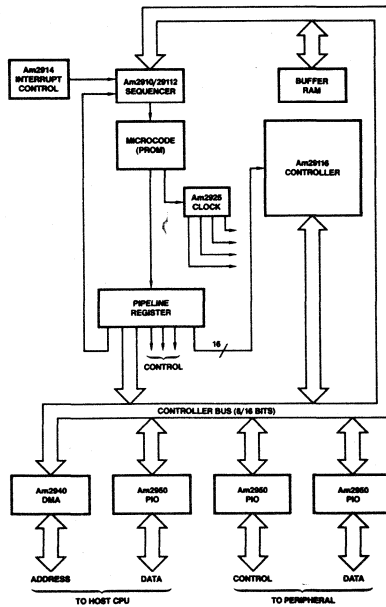 Am2914
INTERRUPT
CONTROL
Am2910/29112
SEQUENCER
BUFFER
RAM
MICROCODE
(PROM)
Am29116
CONTROLLER
Am2925
CLOCK
PIPELINE
REGISTER
16
CONTROL
CONTROLLER BUS (8/16 BITS)
Am2940
DMA
Am2950
PIO
Am2950
PIO
Am2950
PIO
ADDRESS
DATA
CONTROL
DATA
TO HOST CPU
TO PERIPHERAL